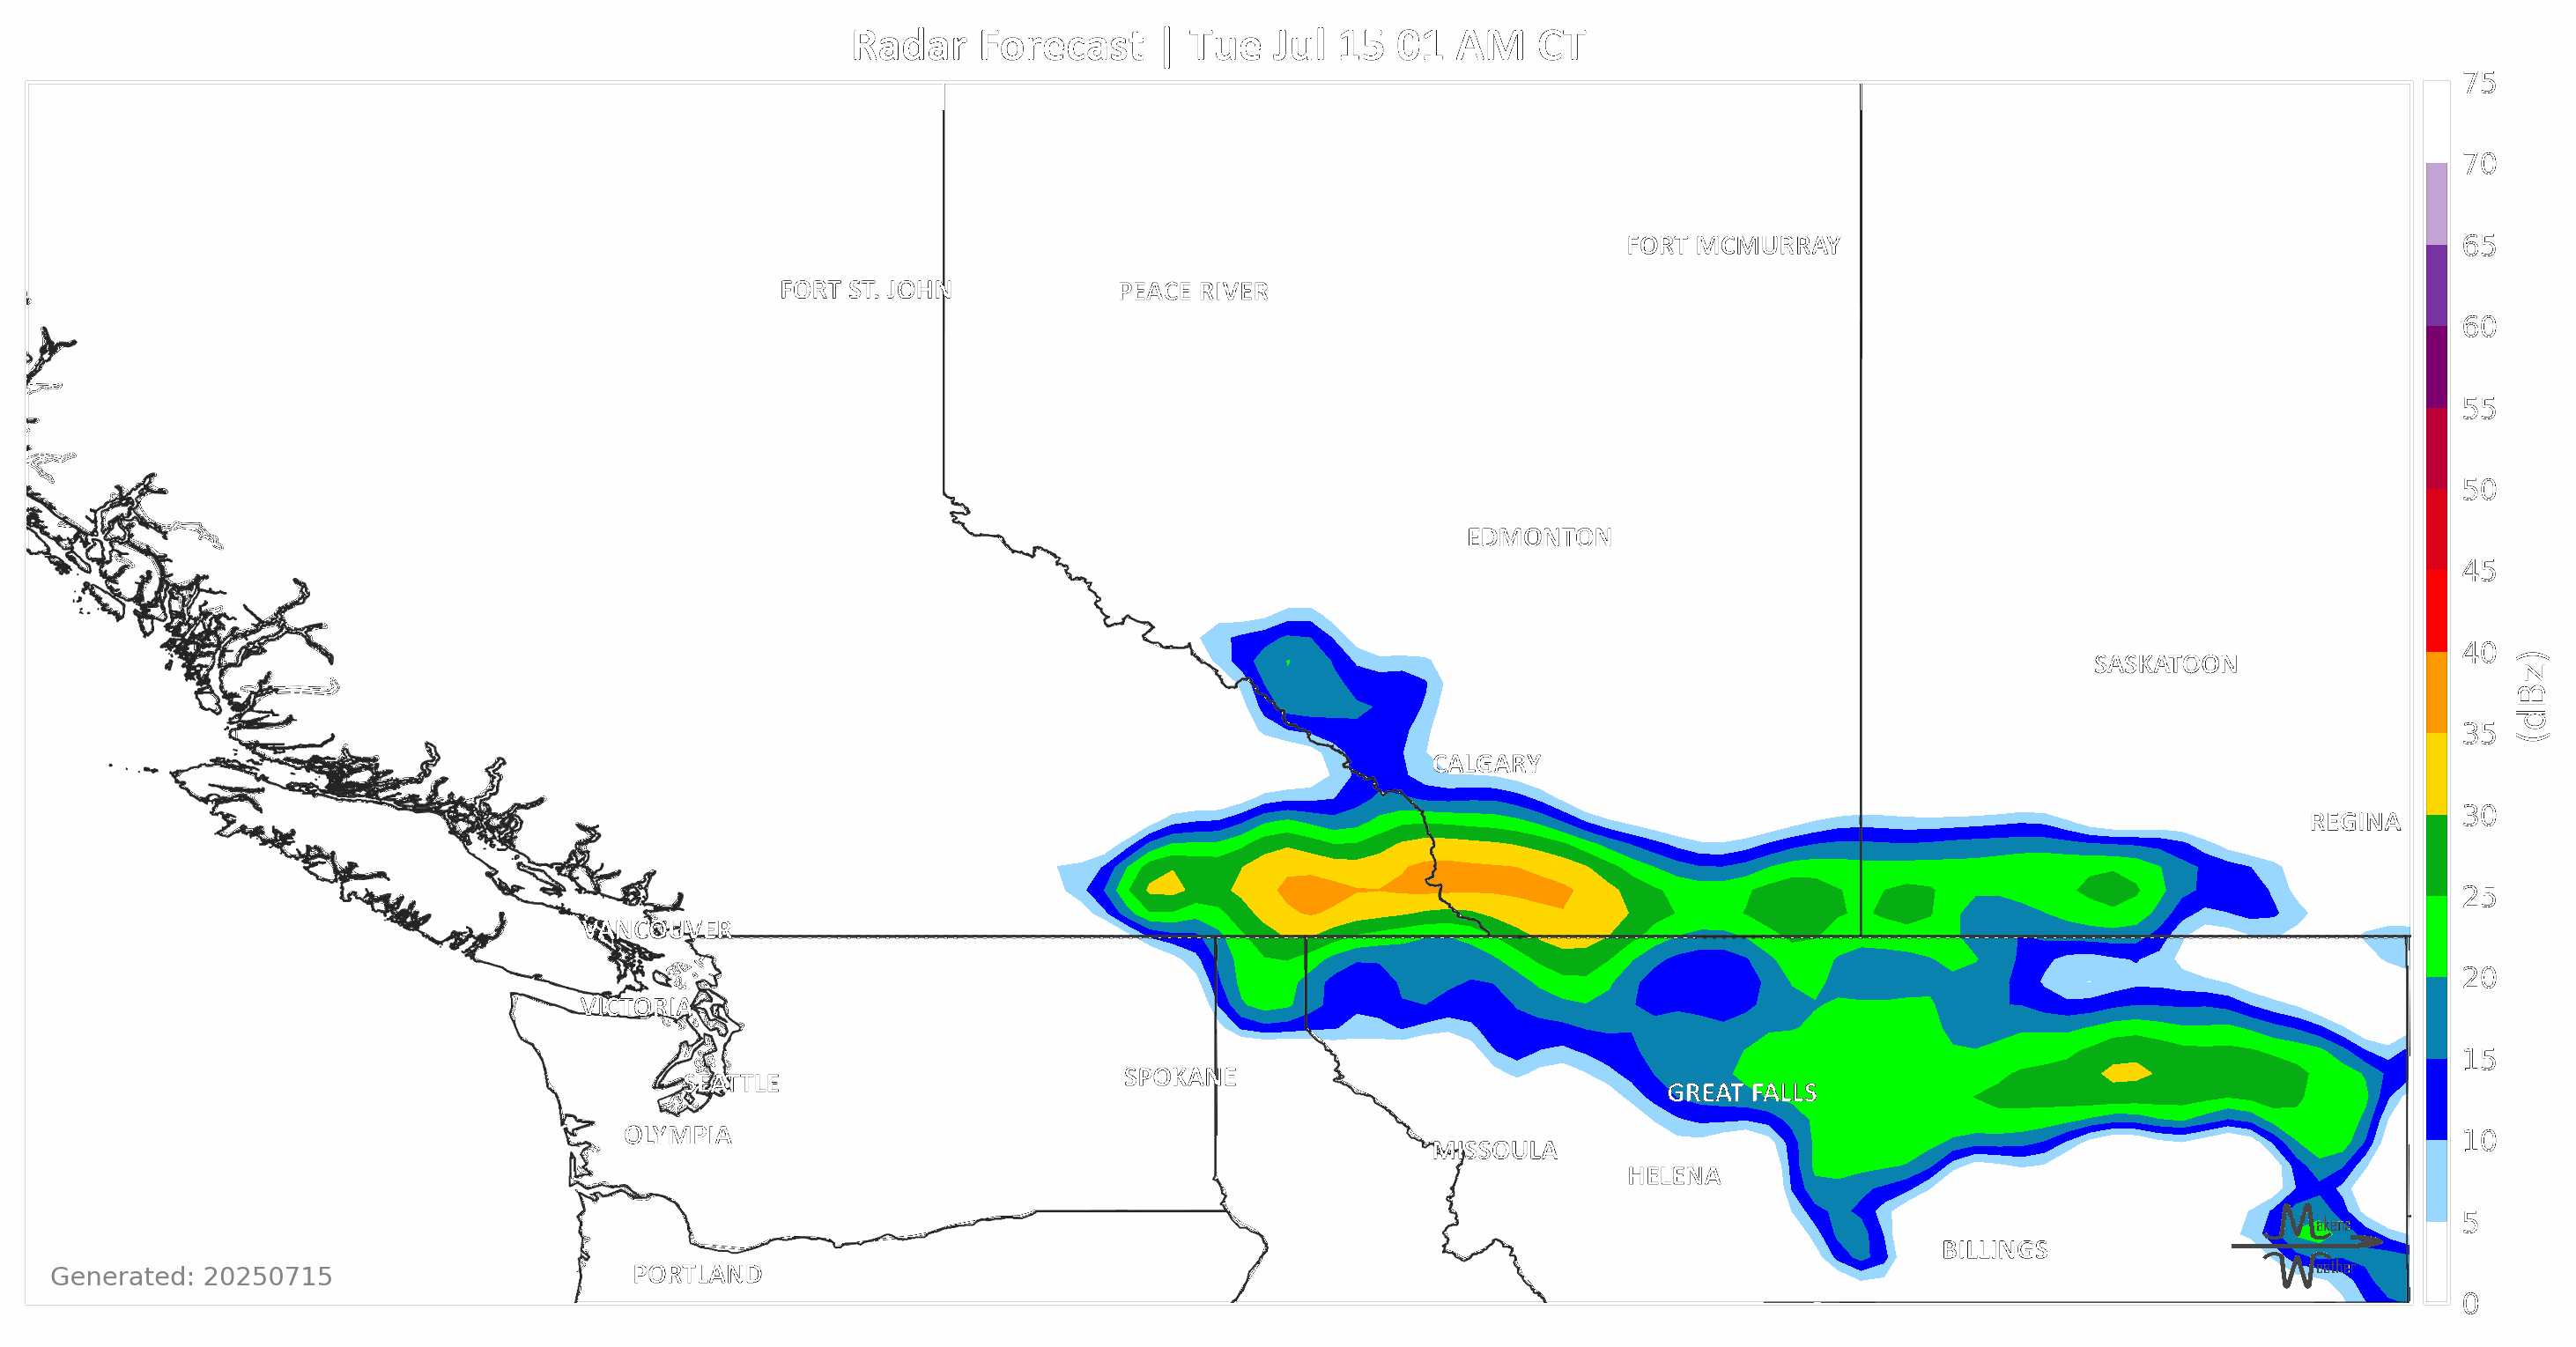 Radar Forecast | Tue Jul 15 01 AM CT
75
70
65
60
55
50
45
40
35
30
25
20
15
10
5
0
(dBz)
FORT MCMURRAY
FORT ST. JOHN
PEACE RIVER
EDMONTON
SASKATOON
CALGARY
REGINA
VANCOUVER
VICTORIA
SPOKANE
SEATTLE
GREAT FALLS
OLYMPIA
MISSOULA
HELENA
BILLINGS
PORTLAND
Makens
Weather
Generated: 20250715